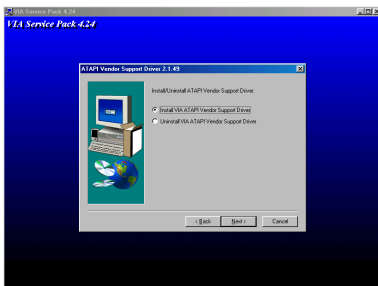 VIA Service Pack 4.24
VIA Service Pack 4.24
ATAPI Vendor Support Driver 2.1.49
Install/Uninstall ATAPI Vendor Support Driver.
Install VIA ATAPI Vendor Support Driver
Uninstall VIA ATAPI Vendor Support Driver
< Back
Next >
Cancel